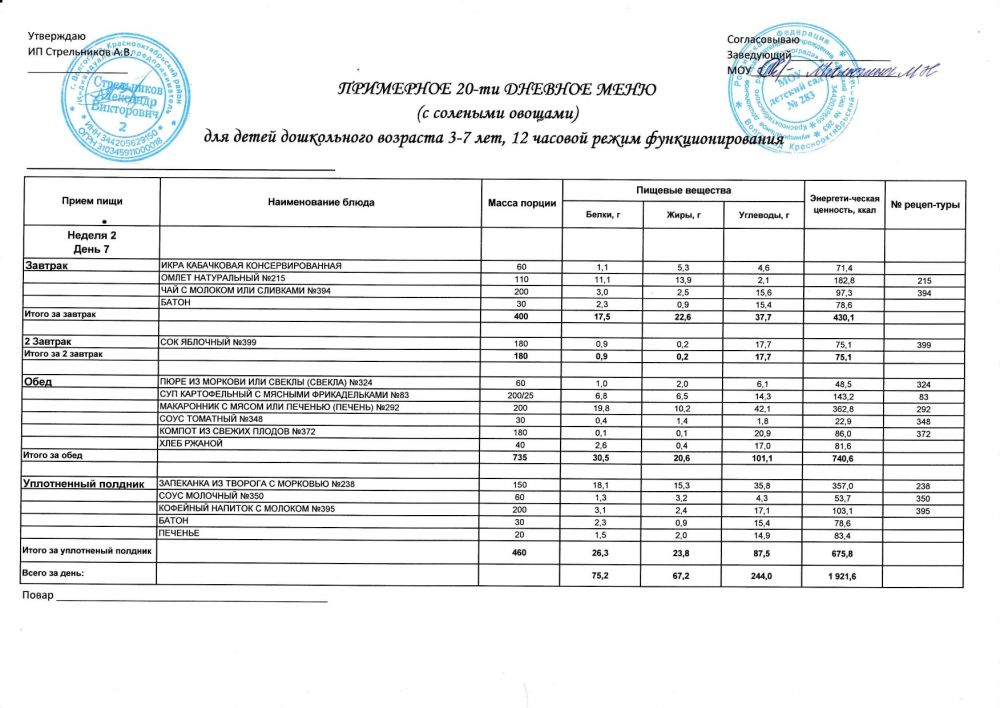 Утверждаю
ИП Стрельников А.В.
Согласовываю
Заведующий
МОУ
Стрельников
Александр
Викторович
2
ИНН 344205629150
ОГРН 310345911000018
МОУ
детский сад
№ 283
ПРИМЕРНОЕ 20-ти ДНЕВНОЕ МЕНЮ
(с солеными овощами)
для детей дошкольного возраста 3-7 лет, 12 часовой режим функционирования
Прием пищи Наименование блюда Масса порции Пищевые вещества Энергети-ческая ценность, ккал № рецеп-туры
Белки, г Жиры, г Углеводы, г
Неделя 2
День 7
Завтрак ИКРА КАБАЧКОВАЯ КОНСЕРВИРОВАННАЯ 60 1,1 5,3 4,6 71,4
ОМЛЕТ НАТУРАЛЬНЫЙ №215 110 11,1 13,9 2,1 182,8 215
ЧАЙ С МОЛОКОМ ИЛИ СЛИВКАМИ №394 200 3,0 2,5 15,6 97,3 394
БАТОН 30 2,3 0,9 15,4 78,6
Итого за завтрак 400 17,5 22,6 37,7 430,1
2 Завтрак СОК ЯБЛОЧНЫЙ №399 180 0,9 0,2 17,7 75,1 399
Итого за 2 завтрак 180 0,9 0,2 17,7 75,1
Обед ПЮРЕ ИЗ МОРКОВИ ИЛИ СВЕКЛЫ (СВЕКЛА) №324 60 1,0 2,0 6,1 48,5 324
СУП КАРТОФЕЛЬНЫЙ С МЯСНЫМИ ФРИКАДЕЛЬКАМИ №83 200/25 6,8 6,5 14,3 143,2 83
МАКАРОННИК С МЯСОМ ИЛИ ПЕЧЕНЬЮ (ПЕЧЕНЬ) №292 200 19,8 10,2 42,1 362,8 292
СОУС ТОМАТНЫЙ №348 30 0,4 1,4 1,8 22,9 348
КОМПОТ ИЗ СВЕЖИХ ПЛОДОВ №372 180 0,1 0,1 20,9 86,0 372
ХЛЕБ РЖАНОЙ 40 2,6 0,4 17,0 81,6
Итого за обед 735 30,5 20,6 101,1 740,6
Уплотненный полдник ЗАПЕКАНКА ИЗ ТВОРОГА С МОРКОВЬЮ №238 150 18,1 15,3 35,8 357,0 238
СОУС МОЛОЧНЫЙ №350 60 1,3 3,2 4,3 53,7 350
КОФЕЙНЫЙ НАПИТОК С МОЛОКОМ №395 200 3,1 2,4 17,1 103,1 395
БАТОН 30 2,3 0,9 15,4 78,6
ПЕЧЕНЬЕ 20 1,5 2,0 14,9 83,4
Итого за уплотненый полдник 460 26,3 23,8 87,5 675,8
Всего за день: 75,2 67,2 244,0 1 921,6
Повар